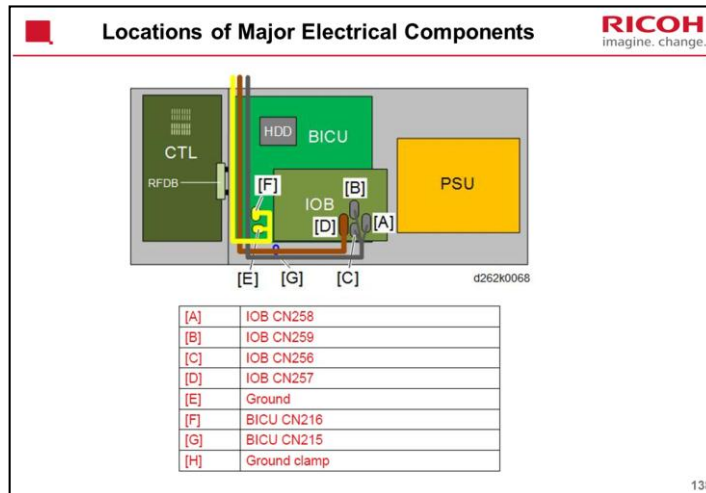 Locations of Major Electrical Components
RICOH
imagine. change.
HDD
BICU
CTL
RFDB
[F]
[B]
IOB
[D]
[A]
PSU
[E]
[G]
[C]
d262k0068
[A] IOB CN258
[B] IOB CN259
[C] IOB CN256
[D] IOB CN257
[E] Ground
[F] BICU CN216
[G] BICU CN215
[H] Ground clamp